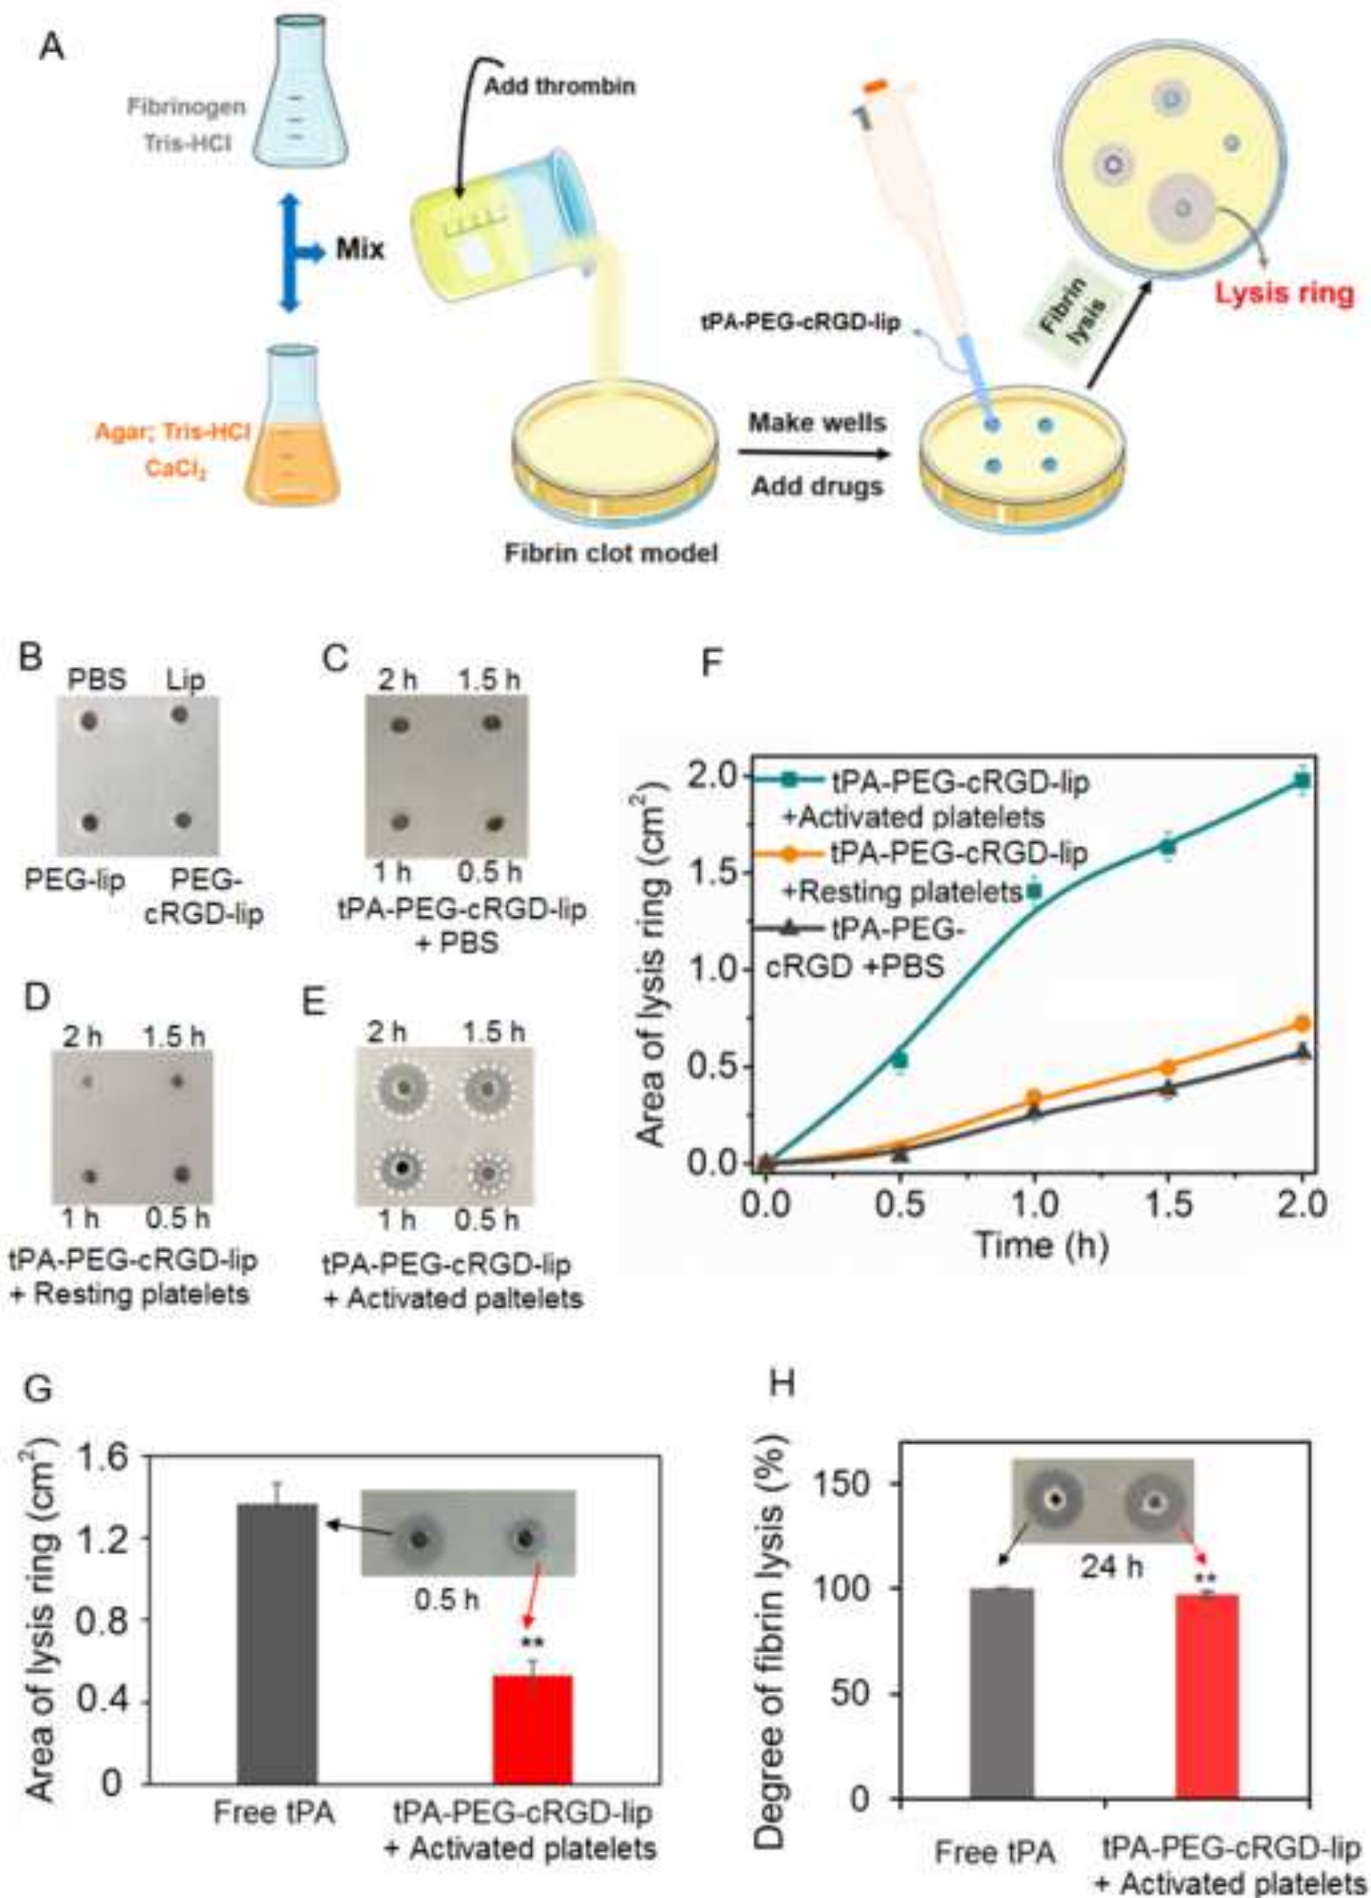 A
Fibrinogen
Tris-HCl
Add thrombin
Mix
Agar; Tris-HCl
CaCl₂
Fibrin clot model
tPA-PEG-cRGD-lip
Make wells
Add drugs
Fibrin
lysis
Lysis ring
B
PBS Lip
PEG-lip PEG-
cRGD-lip
C
2 h 1.5 h
1 h 0.5 h
tPA-PEG-cRGD-lip
+ PBS
D
2 h 1.5 h
1 h 0.5 h
tPA-PEG-cRGD-lip
+ Resting platelets
E
2 h 1.5 h
1 h 0.5 h
tPA-PEG-cRGD-lip
+ Activated paltelets
F
Area of lysis ring (cm²)
2.0
1.5
1.0
0.5
0.0
tPA-PEG-cRGD-lip
+Activated platelets
tPA-PEG-cRGD-lip
+Resting platelets
tPA-PEG-
cRGD +PBS
0.0 0.5 1.0 1.5 2.0
Time (h)
G
Area of lysis ring (cm²)
1.6
1.2
0.8
0.4
0
0.5 h
**
Free tPA tPA-PEG-cRGD-lip
+ Activated platelets
H
Degree of fibrin lysis (%)
150
100
50
0
24 h
**
Free tPA tPA-PEG-cRGD-lip
+ Activated platelets